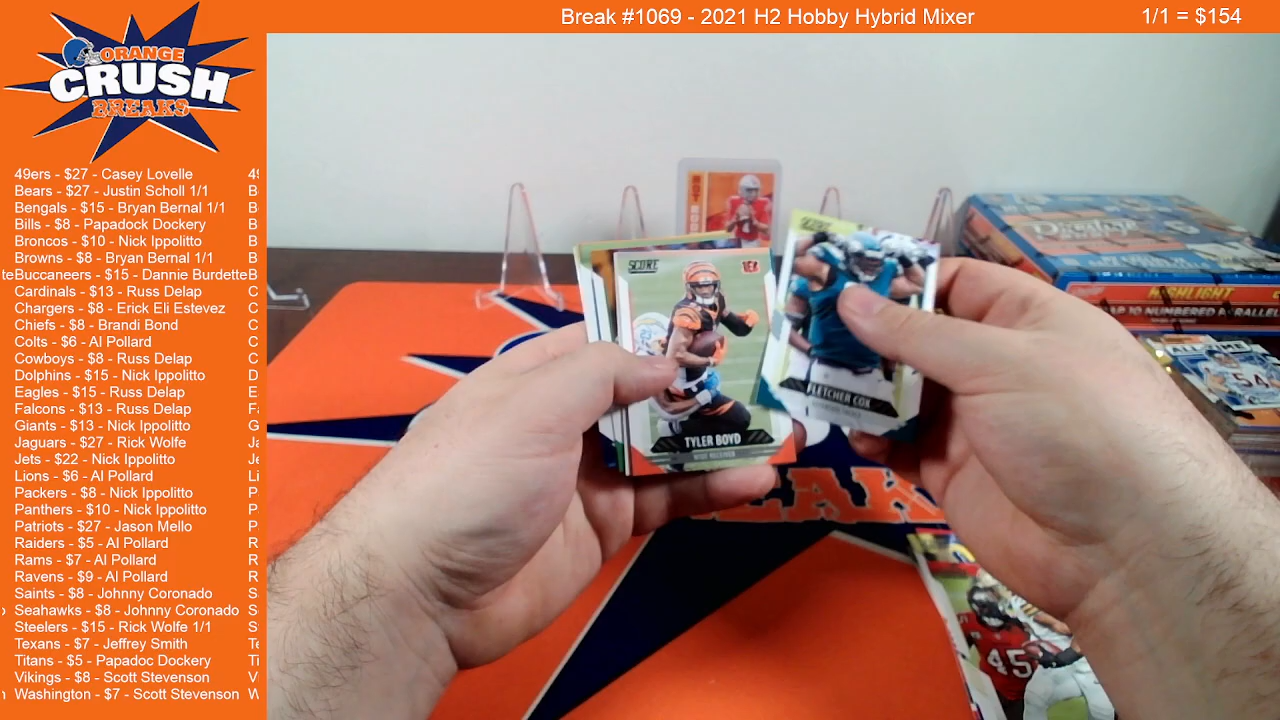 Break #1069 - 2021 H2 Hobby Hybrid Mixer
1/1 = $154
ORANGE
CRUSH
BREAKS
49ers - $27 - Casey Lovelle
Bears - $27 - Justin Scholl 1/1
Bengals - $15 - Bryan Bernal 1/1
Bills - $8 - Papadock Dockery
Broncos - $10 - Nick Ippolitto
Browns - $8 - Bryan Bernal 1/1
Buccaneers - $15 - Dannie Burdette
Cardinals - $13 - Russ Delap
Chargers - $8 - Erick Eli Estevez
Chiefs - $8 - Brandi Bond
Colts - $6 - Al Pollard
Cowboys - $8 - Russ Delap
Dolphins - $15 - Nick Ippolitto
Eagles - $15 - Russ Delap
Falcons - $13 - Russ Delap
Giants - $13 - Nick Ippolitto
Jaguars - $27 - Rick Wolfe
Jets - $22 - Nick Ippolitto
Lions - $6 - Al Pollard
Packers - $8 - Nick Ippolitto
Panthers - $10 - Nick Ippolitto
Patriots - $27 - Jason Mello
Raiders - $5 - Al Pollard
Rams - $7 - Al Pollard
Ravens - $9 - Al Pollard
Saints - $8 - Johnny Coronado
Seahawks - $8 - Johnny Coronado
Steelers - $15 - Rick Wolfe 1/1
Texans - $7 - Jeffrey Smith
Titans - $5 - Papadoc Dockery
Vikings - $8 - Scott Stevenson
Washington - $7 - Scott Stevenson
SCORE
TYLER BOYD
WIDE RECEIVER
SCORE
FLETCHER COX
Prestige
HIGHLIGHT
54
45